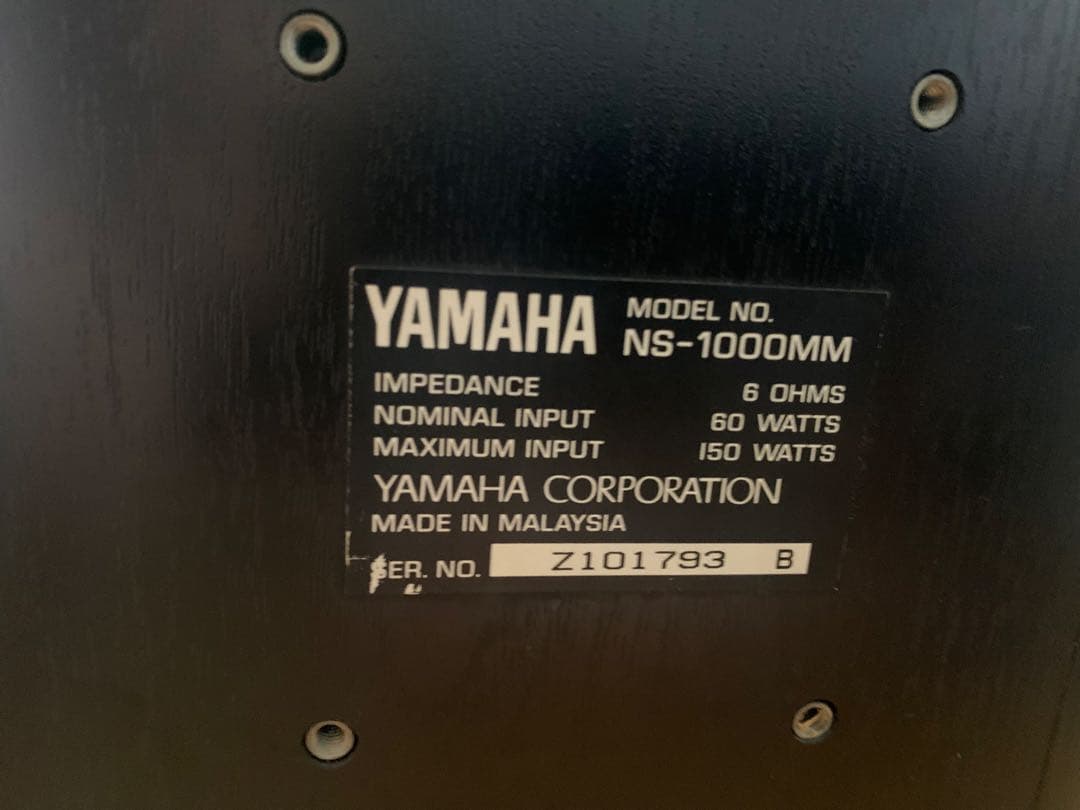 YAMAHA MODEL NO.
NS-1000MM
IMPEDANCE 6 OHMS
NOMINAL INPUT 60 WATTS
MAXIMUM INPUT 150 WATTS
YAMAHA CORPORATION
MADE IN MALAYSIA
SER. NO. Z101793 B